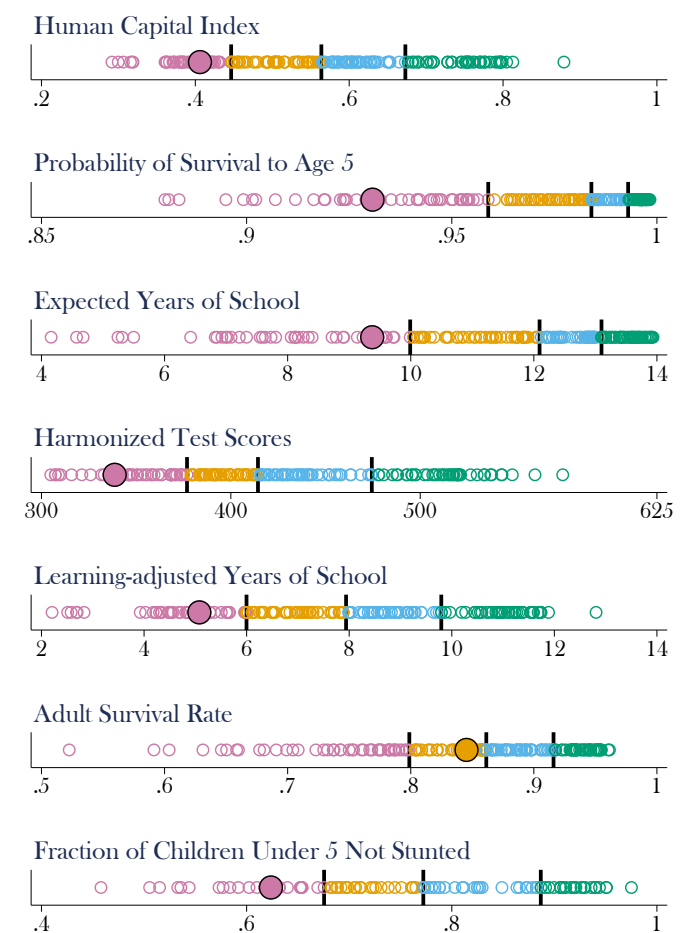 Human Capital Index
.2 .4 .6 .8 1
Probability of Survival to Age 5
.85 .9 .95 1
Expected Years of School
4 6 8 10 12 14
Harmonized Test Scores
300 400 500 625
Learning-adjusted Years of School
2 4 6 8 10 12 14
Adult Survival Rate
.5 .6 .7 .8 .9 1
Fraction of Children Under 5 Not Stunted
.4 .6 .8 1